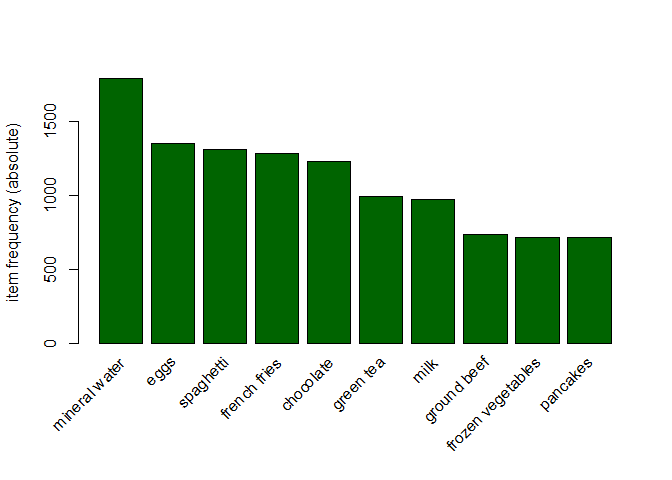 item frequency (absolute)
1500
1000
500
0
mineral water
eggs
spaghetti
french fries
chocolate
green tea
milk
ground beef
frozen vegetables
pancakes